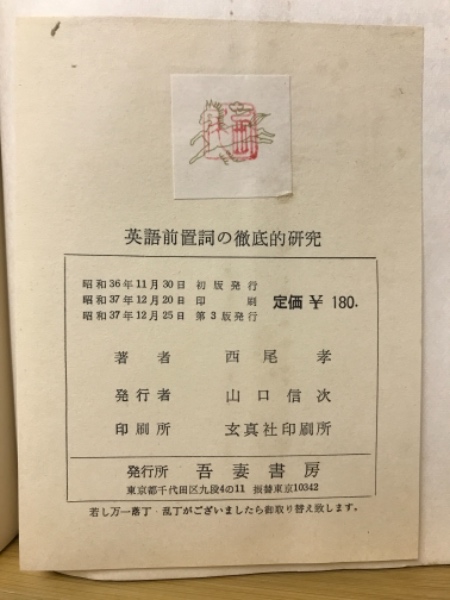 英語前置詞の徹底的研究
昭和36年11月30日 初版発行
昭和37年12月20日 印 刷 定価￥ 180.
昭和37年12月25日 第3版発行
著 者 西 尾 孝
発行者 山 口 信 次
印刷所 玄真社印刷所
発行所 吾 妻 書 房
東京都千代田区九段4の11 振替東京10342
若し万一落丁・乱丁がございましたら御取り替え致します。